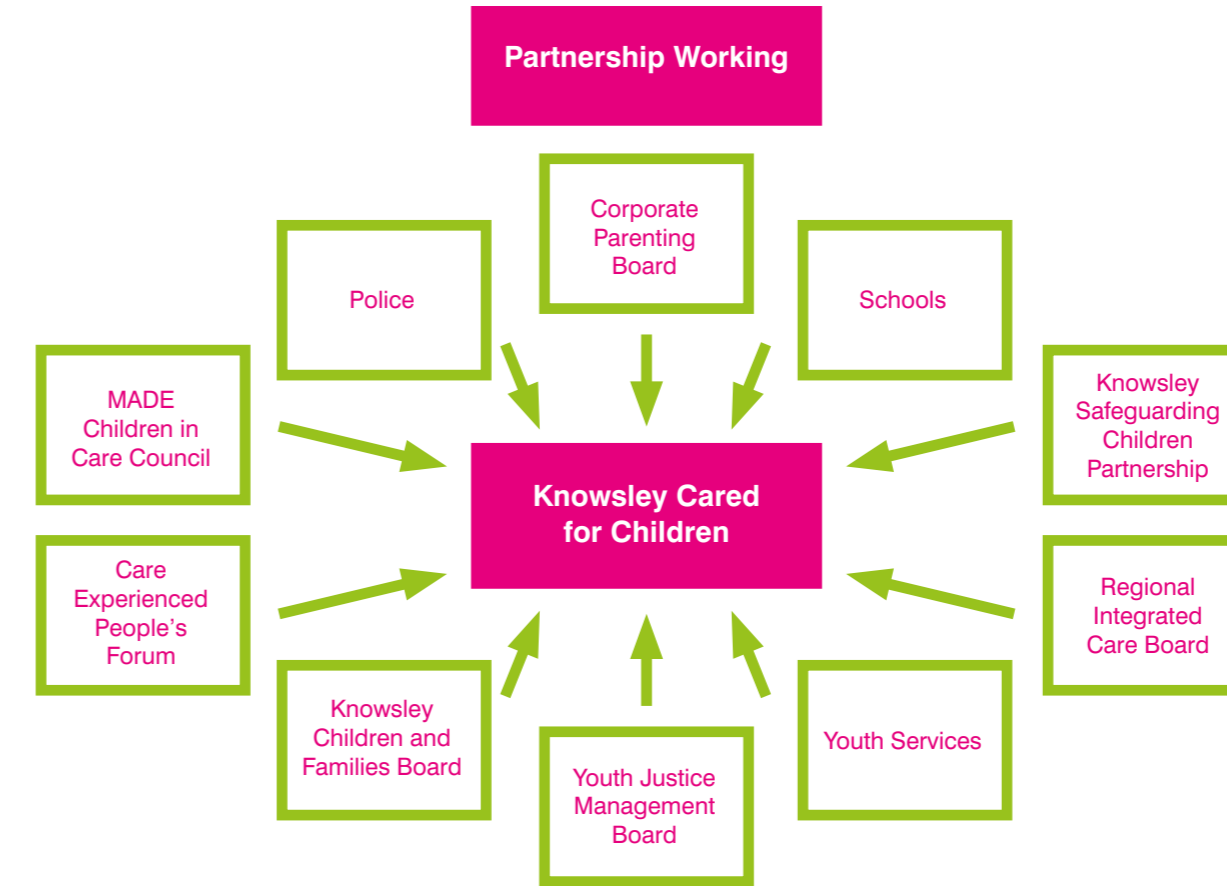 Partnership Working
Corporate
Parenting
Board
Police
Schools
MADE
Children in
Care Council
Knowsley
Safeguarding
Children
Partnership
Knowsley Cared
for Children
Care
Experienced
People’s
Forum
Regional
Integrated
Care Board
Knowsley
Children and
Families Board
Youth Justice
Management
Board
Youth Services